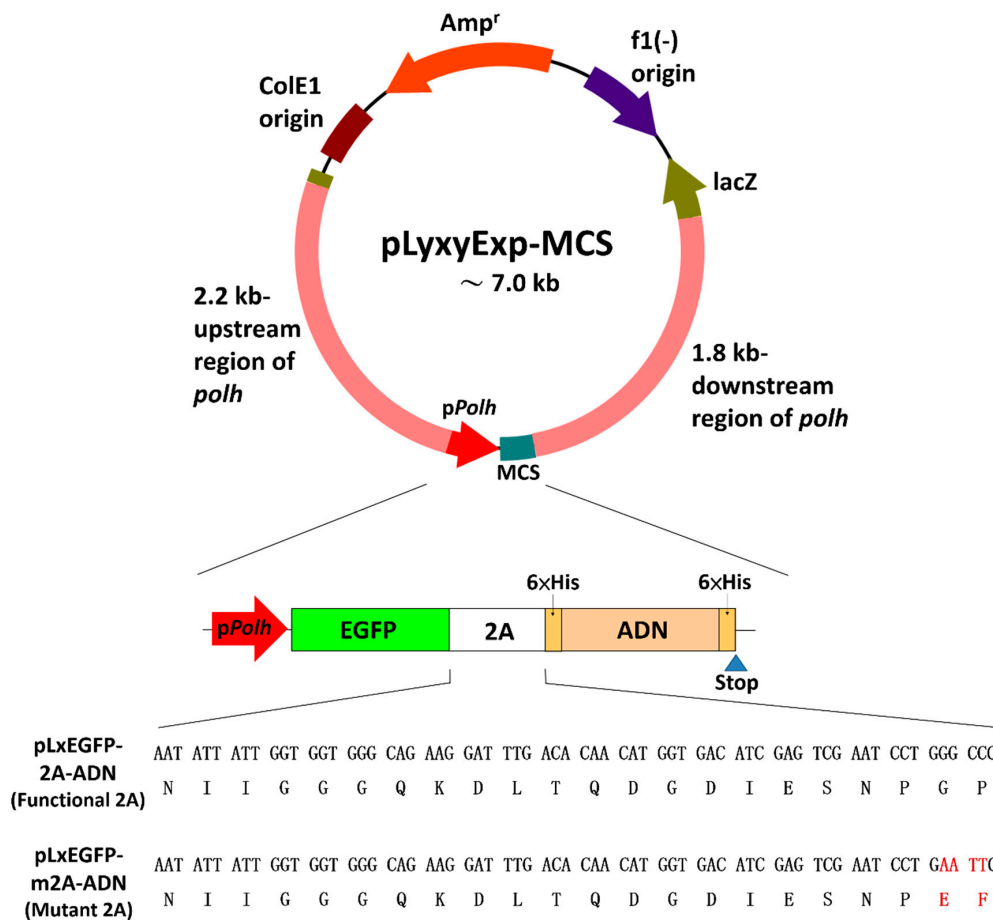 Ampʳ
f1(-)
origin
ColE1
origin
lacZ
pLyxyExp-MCS
~ 7.0 kb
2.2 kb-
upstream
region of
polh
1.8 kb-
downstream
region of polh
pPolh
MCS
6×His
6×His
pPolh
EGFP
2A
ADN
Stop
pLxEGFP-
2A-ADN
(Functional 2A)
AAT ATT ATT GGT GGT GGG CAG AAG GAT TTG ACA CAA CAT GGT GAC ATC GAG TCG AAT CCT GGG CCC
N I I G G G Q K D L T Q D G D I E S N P G P
pLxEGFP-
m2A-ADN
(Mutant 2A)
AAT ATT ATT GGT GGT GGG CAG AAG GAT TTG ACA CAA CAT GGT GAC ATC GAG TCG AAT CCT GAA TTC
N I I G G G Q K D L T Q D G D I E S N P E F